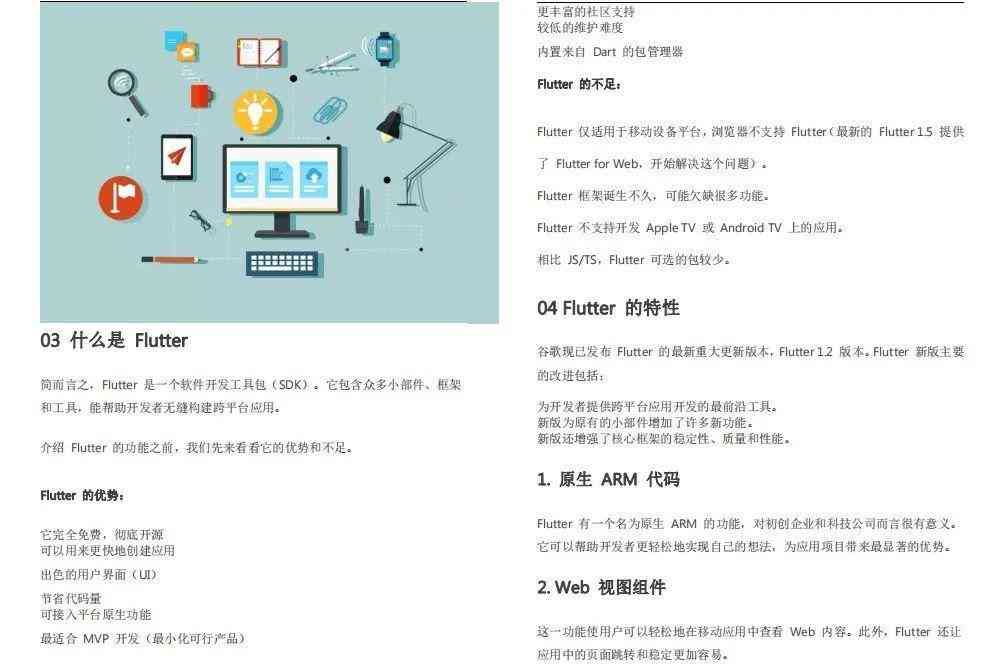 03 什么是 Flutter
简而言之，Flutter 是一个软件开发工具包（SDK）。它包含众多小部件、框架
和工具，能帮助开发者无缝构建跨平台应用。
介绍 Flutter 的功能之前，我们先来看看它的优势和不足。
Flutter 的优势：
它完全免费，彻底开源
可以用来更快地创建应用
出色的用户界面（UI）
节省代码量
可接入平台原生功能
最适合 MVP 开发（最小化可行产品）
更丰富的社区支持
较低的维护难度
内置来自 Dart 的包管理器
Flutter 的不足：
Flutter 仅适用于移动设备平台，浏览器不支持 Flutter（最新的 Flutter 1.5 提供
了 Flutter for Web，开始解决这个问题）。
Flutter 框架诞生不久，可能欠缺很多功能。
Flutter 不支持开发 Apple TV 或 Android TV 上的应用。
相比 JS/TS，Flutter 可选的包较少。
04 Flutter 的特性
谷歌现已发布 Flutter 的最新重大更新版本，Flutter 1.2 版本。Flutter 新版主要
的改进包括：
为开发者提供跨平台应用开发的最前沿工具。
新版为原有的小部件增加了许多新功能。
新版还增强了核心框架的稳定性、质量和性能。
1. 原生 ARM 代码
Flutter 有一个名为原生 ARM 的功能，对初创企业和科技公司而言很有意义。
它可以帮助开发者更轻松地实现自己的想法，为应用项目带来最显著的优势。
2. Web 视图组件
这一功能使用户可以轻松地在移动应用中查看 Web 内容。此外，Flutter 还让
应用中的页面跳转和稳定更加容易。